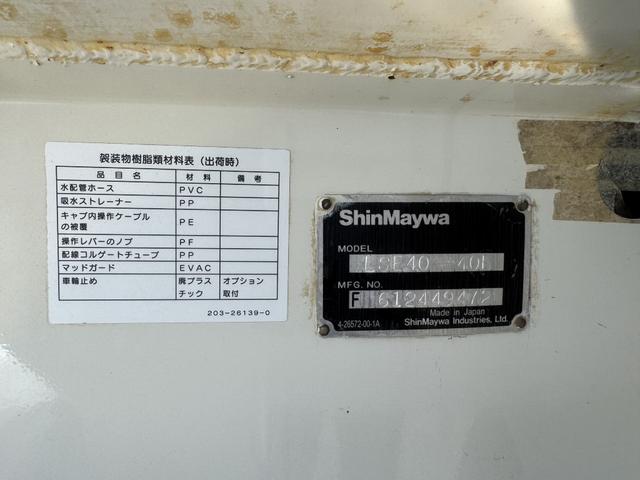 架装物樹脂類材料表（出荷時）
品目名 材料 備考
水配管ホース PVC
吸水ストレーナー PP
キャブ内操作ケーブル
の被覆 PE
操作レバーのノブ PF
配線コルゲートチューブ PP
マッドガード EVAC
車輪止め 廃プラス オプション
チック 取付
203-26139-0
ShinMaywa
MODEL
MFG. NO.
F 612449472
Made in Japan
4-26572-00-1A ShinMaywa Industries, Ltd.